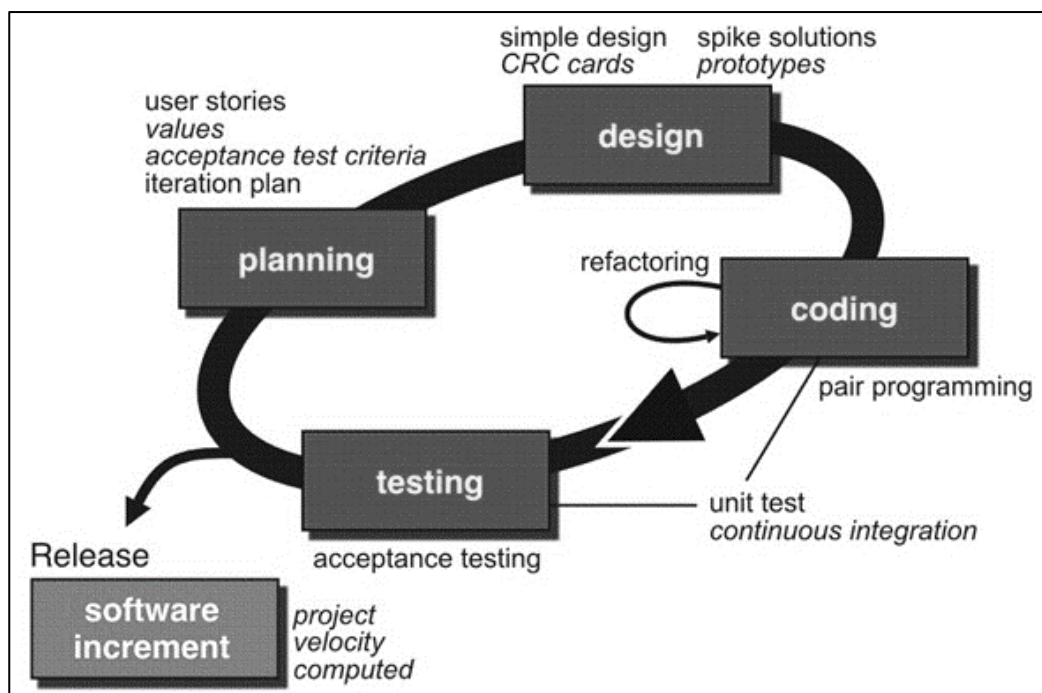 simple design
CRC cards
spike solutions
prototypes
design
user stories
values
acceptance test criteria
iteration plan
planning
refactoring
coding
pair programming
testing
acceptance testing
unit test
continuous integration
Release
software
increment
project
velocity
computed